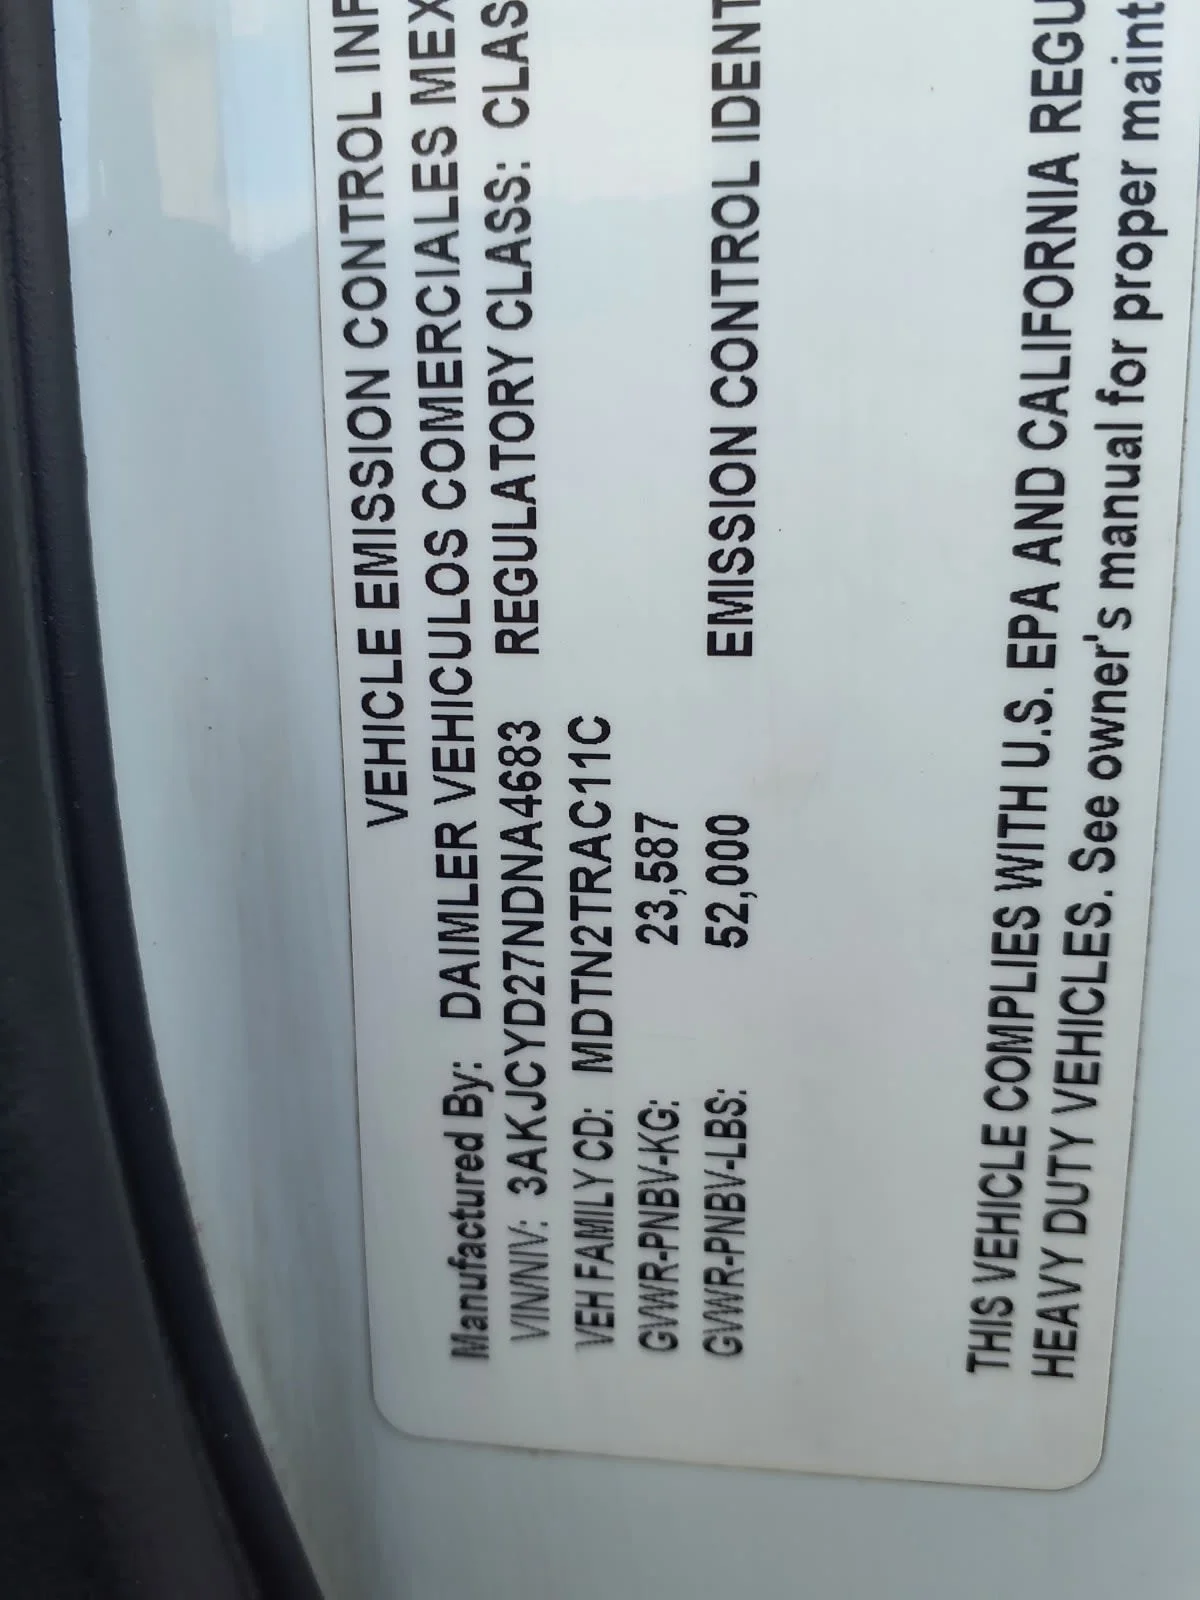 VEHICLE EMISSION CONTROL INF
Manufactured By: DAIMLER VEHICULOS COMERCIALES MEX
VIN/NIV: 3AKJCYD27NDNA4683 REGULATORY CLASS: CLAS
VEH FAMILY CD: MDTN2TRAC11C
GVWR-PNBV-KG: 23,587
GVWR-PNBV-LBS: 52,000 EMISSION CONTROL IDENT
THIS VEHICLE COMPLIES WITH U.S. EPA AND CALIFORNIA REGU
HEAVY DUTY VEHICLES. See owner's manual for proper maint